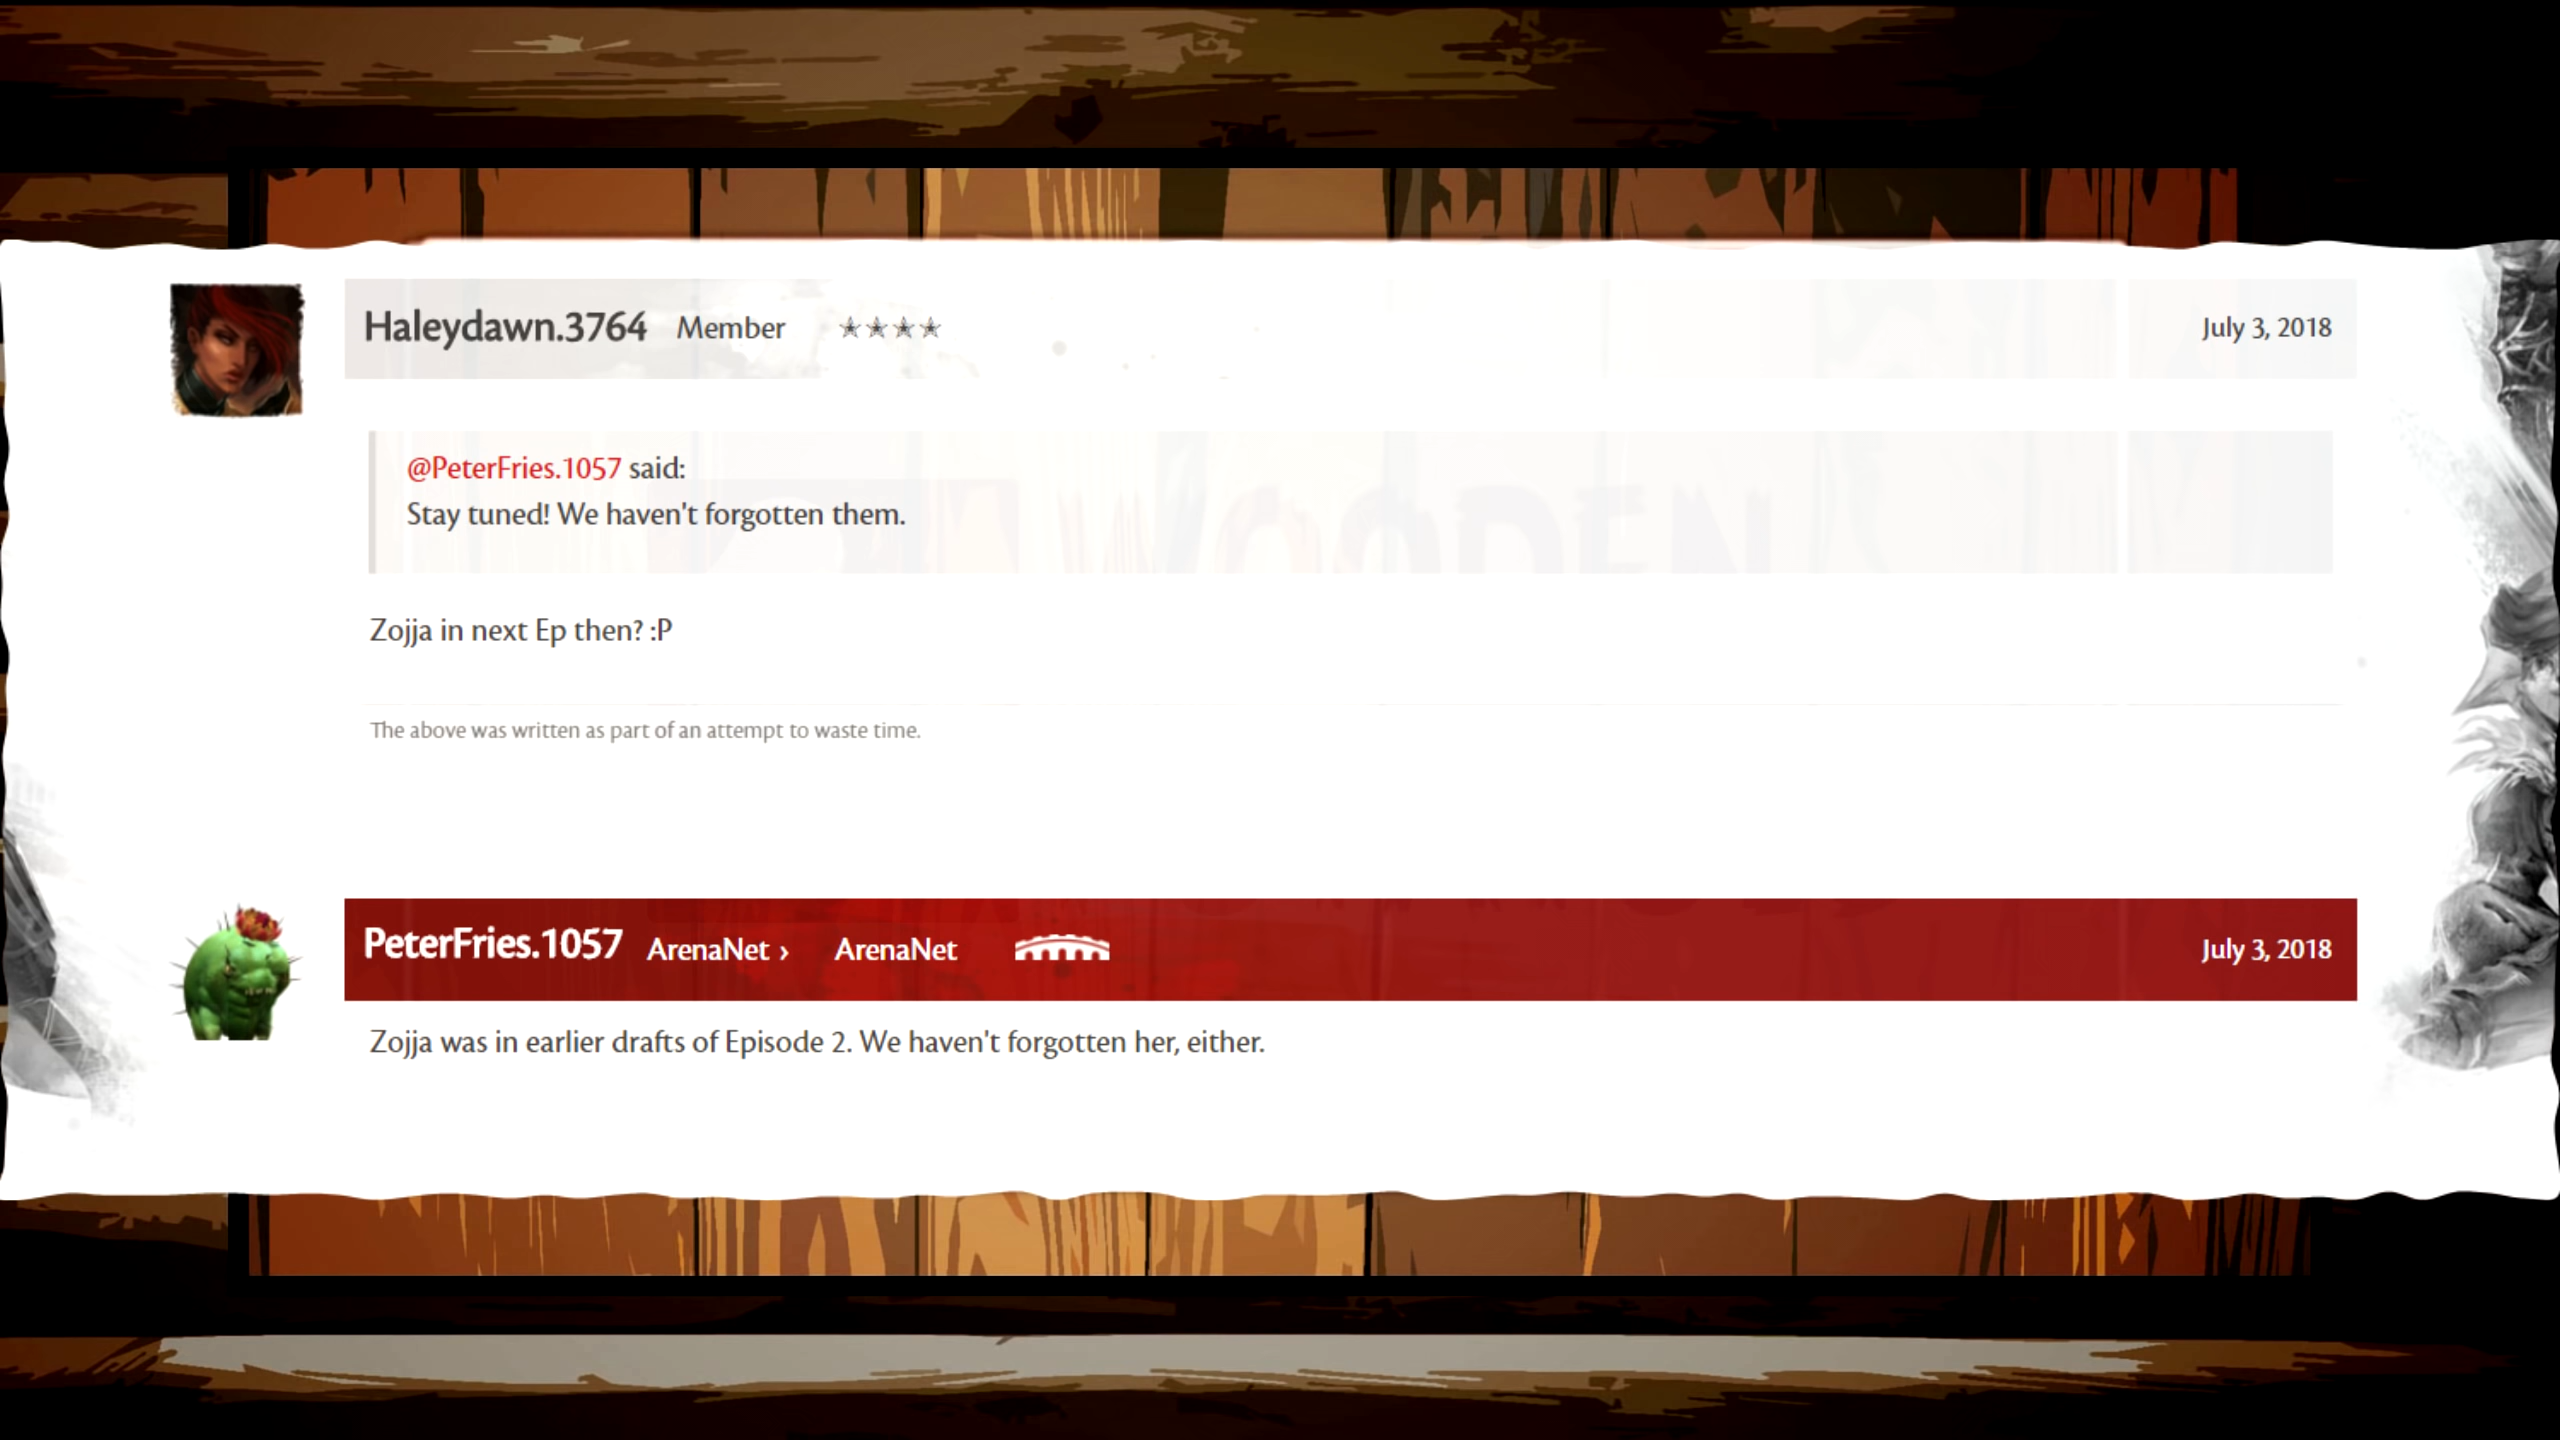 Haleydawn.3764 Member ★★★★ July 3, 2018
@PeterFries.1057 said:
Stay tuned! We haven't forgotten them.
WOODEN
Zojja in next Ep then? :P
The above was written as part of an attempt to waste time.
PeterFries.1057 ArenaNet › ArenaNet July 3, 2018
Zojja was in earlier drafts of Episode 2. We haven't forgotten her, either.